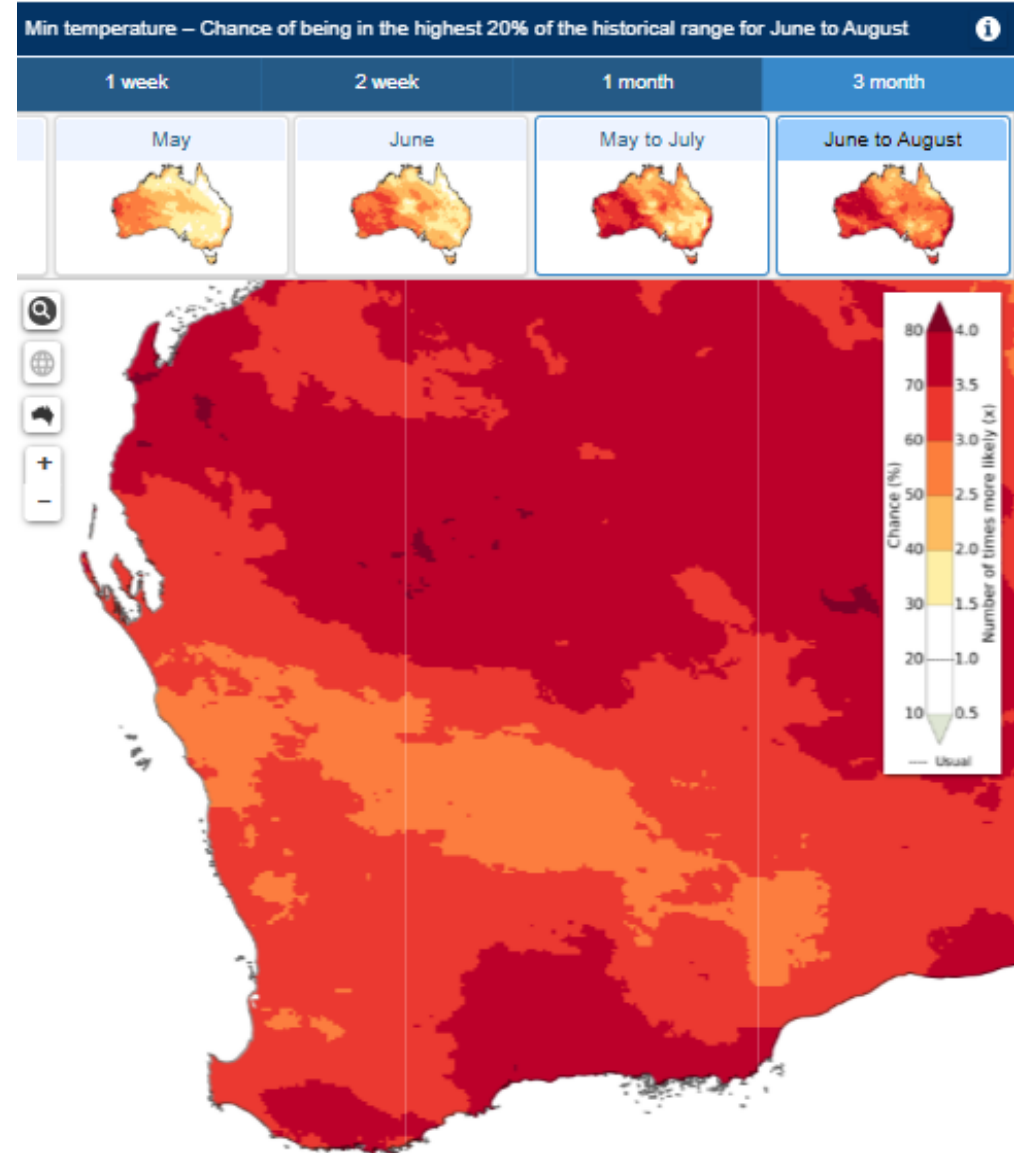 Min temperature – Chance of being in the highest 20% of the historical range for June to August
1 week
2 week
1 month
3 month
May
June
May to July
June to August
+
−
Chance (%)
80
70
60
50
40
30
20
10
4.0
3.5
3.0
2.5
2.0
1.5
1.0
0.5
Number of times more likely (x)
Usual